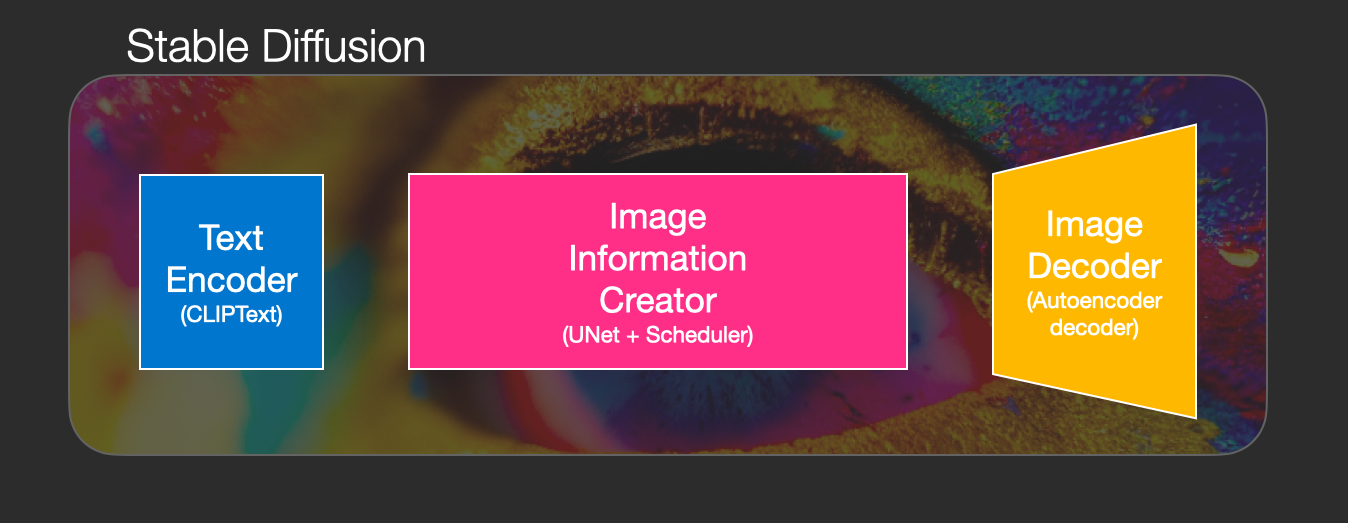 Stable Diffusion
Text
Encoder
(CLIPText)
Image
Information
Creator
(UNet + Scheduler)
Image
Decoder
(Autoencoder
decoder)